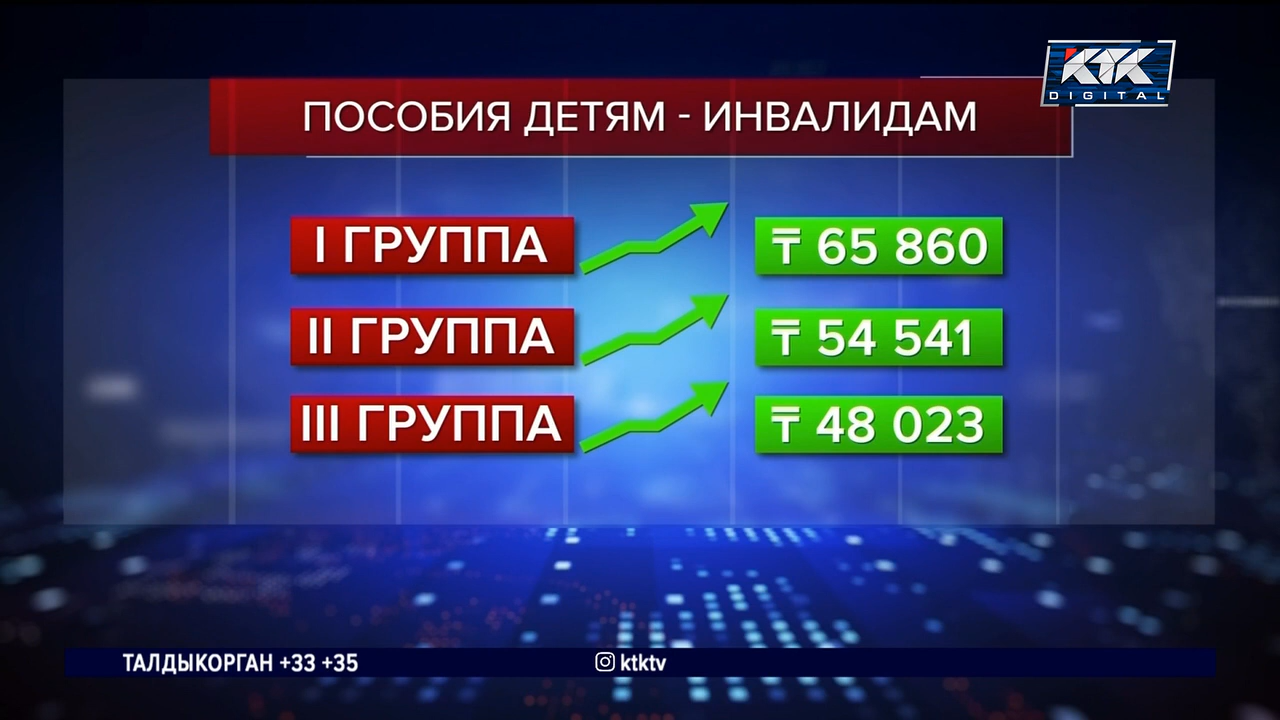 КТК
DIGITAL
ПОСОБИЯ ДЕТЯМ - ИНВАЛИДАМ
I ГРУППА
₸ 65 860
II ГРУППА
₸ 54 541
III ГРУППА
₸ 48 023
ТАЛДЫКОРГАН +33 +35
ktktv